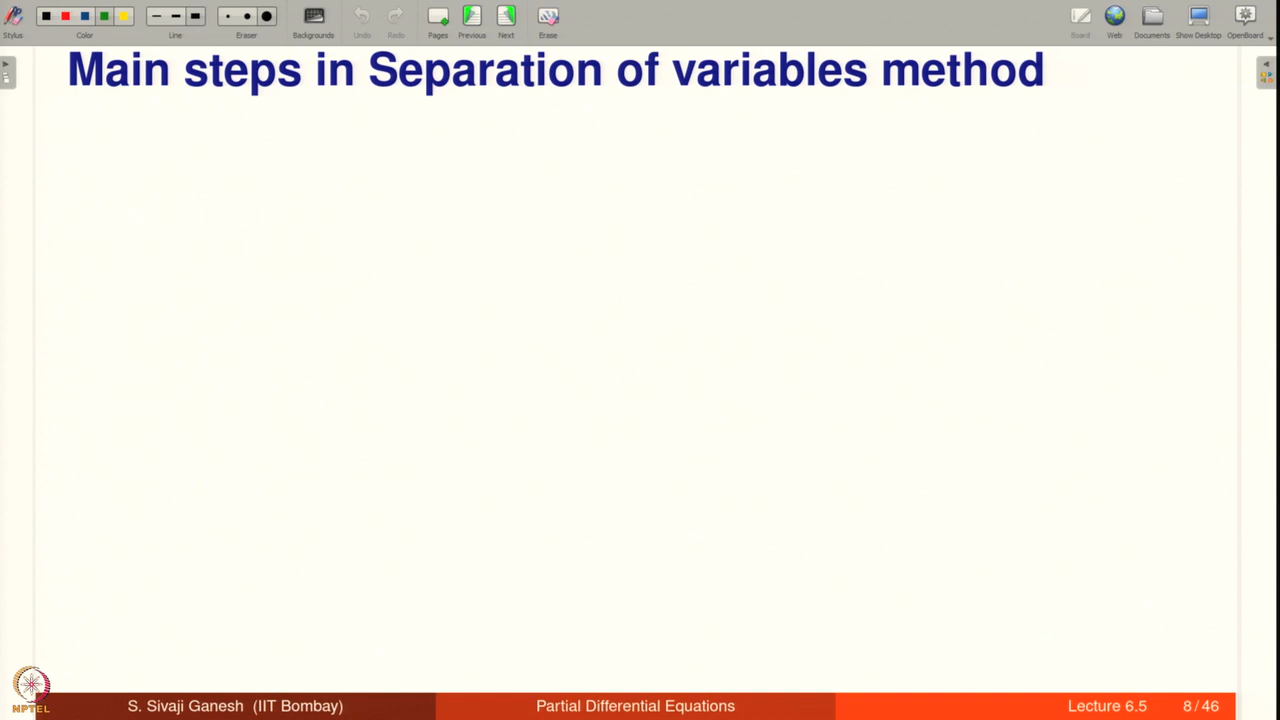 Stylus
Color
Line
Eraser
Backgrounds
Undo
Redo
Pages
Previous
Next
Erase
Board
Web
Documents
Show Desktop
OpenBoard
Main steps in Separation of variables method
NPTEL
S. Sivaji Ganesh (IIT Bombay)
Partial Differential Equations
Lecture 6.5
8 / 46